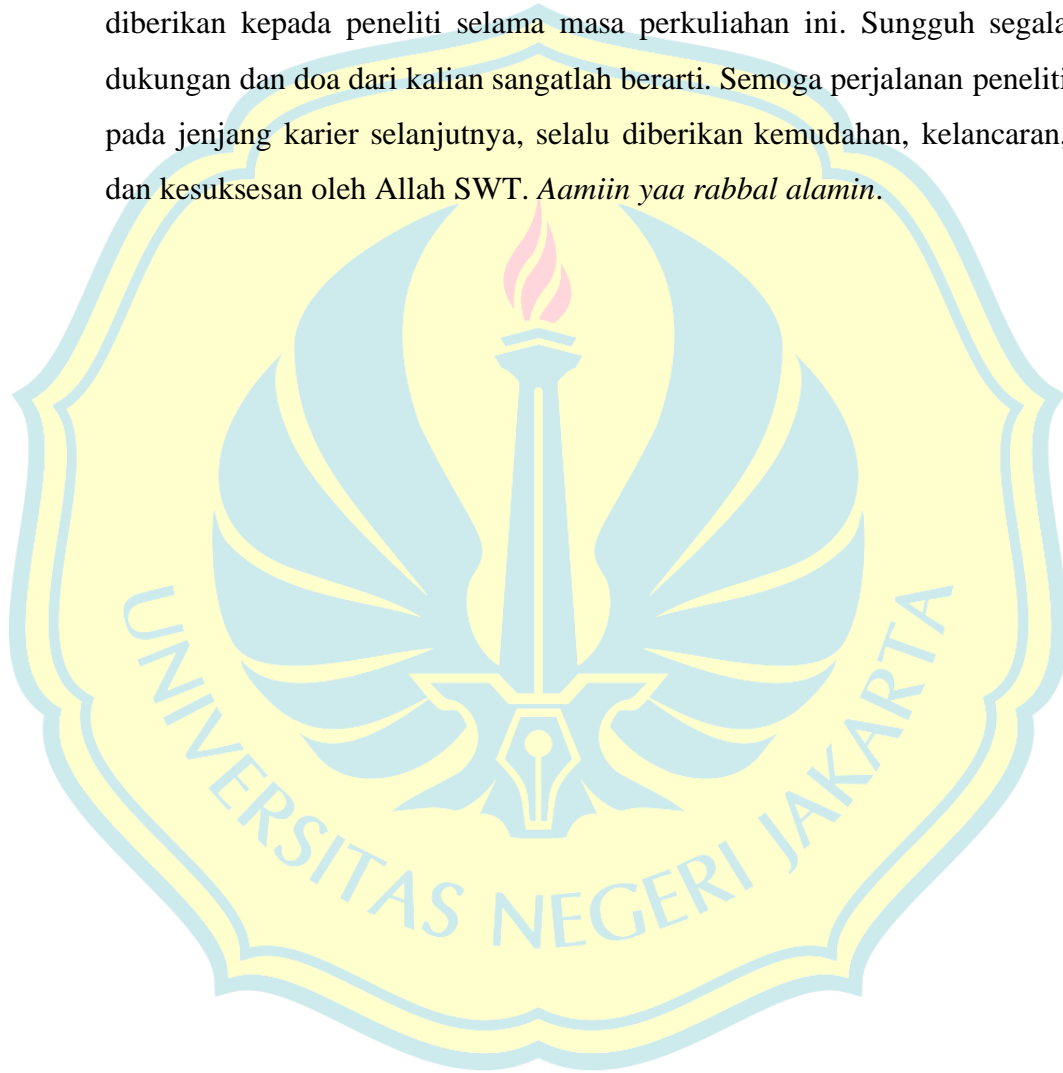 diberikan kepada peneliti selama masa perkuliahan ini. Sungguh segala
dukungan dan doa dari kalian sangatlah berarti. Semoga perjalanan peneliti
pada jenjang karier selanjutnya, selalu diberikan kemudahan, kelancaran,
dan kesuksesan oleh Allah SWT. Aamiin yaa rabbal alamin.
UNIVERSITAS NEGERI JAKARTA